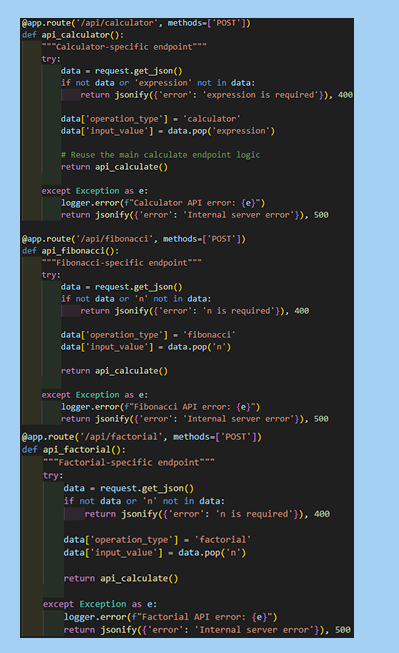 @app.route('/api/calculator', methods=['POST'])
def api_calculator():
    """Calculator-specific endpoint"""
    try:
        data = request.get_json()
        if not data or 'expression' not in data:
            return jsonify({'error': 'expression is required'}), 400

        data['operation_type'] = 'calculator'
        data['input_value'] = data.pop('expression')

        # Reuse the main calculate endpoint logic
        return api_calculate()

    except Exception as e:
        logger.error(f"Calculator API error: {e}")
        return jsonify({'error': 'Internal server error'}), 500

@app.route('/api/fibonacci', methods=['POST'])
def api_fibonacci():
    """Fibonacci-specific endpoint"""
    try:
        data = request.get_json()
        if not data or 'n' not in data:
            return jsonify({'error': 'n is required'}), 400

        data['operation_type'] = 'fibonacci'
        data['input_value'] = data.pop('n')

        return api_calculate()

    except Exception as e:
        logger.error(f"Fibonacci API error: {e}")
        return jsonify({'error': 'Internal server error'}), 500
@app.route('/api/factorial', methods=['POST'])
def api_factorial():
    """Factorial-specific endpoint"""
    try:
        data = request.get_json()
        if not data or 'n' not in data:
            return jsonify({'error': 'n is required'}), 400

        data['operation_type'] = 'factorial'
        data['input_value'] = data.pop('n')

        return api_calculate()

    except Exception as e:
        logger.error(f"Factorial API error: {e}")
        return jsonify({'error': 'Internal server error'}), 500